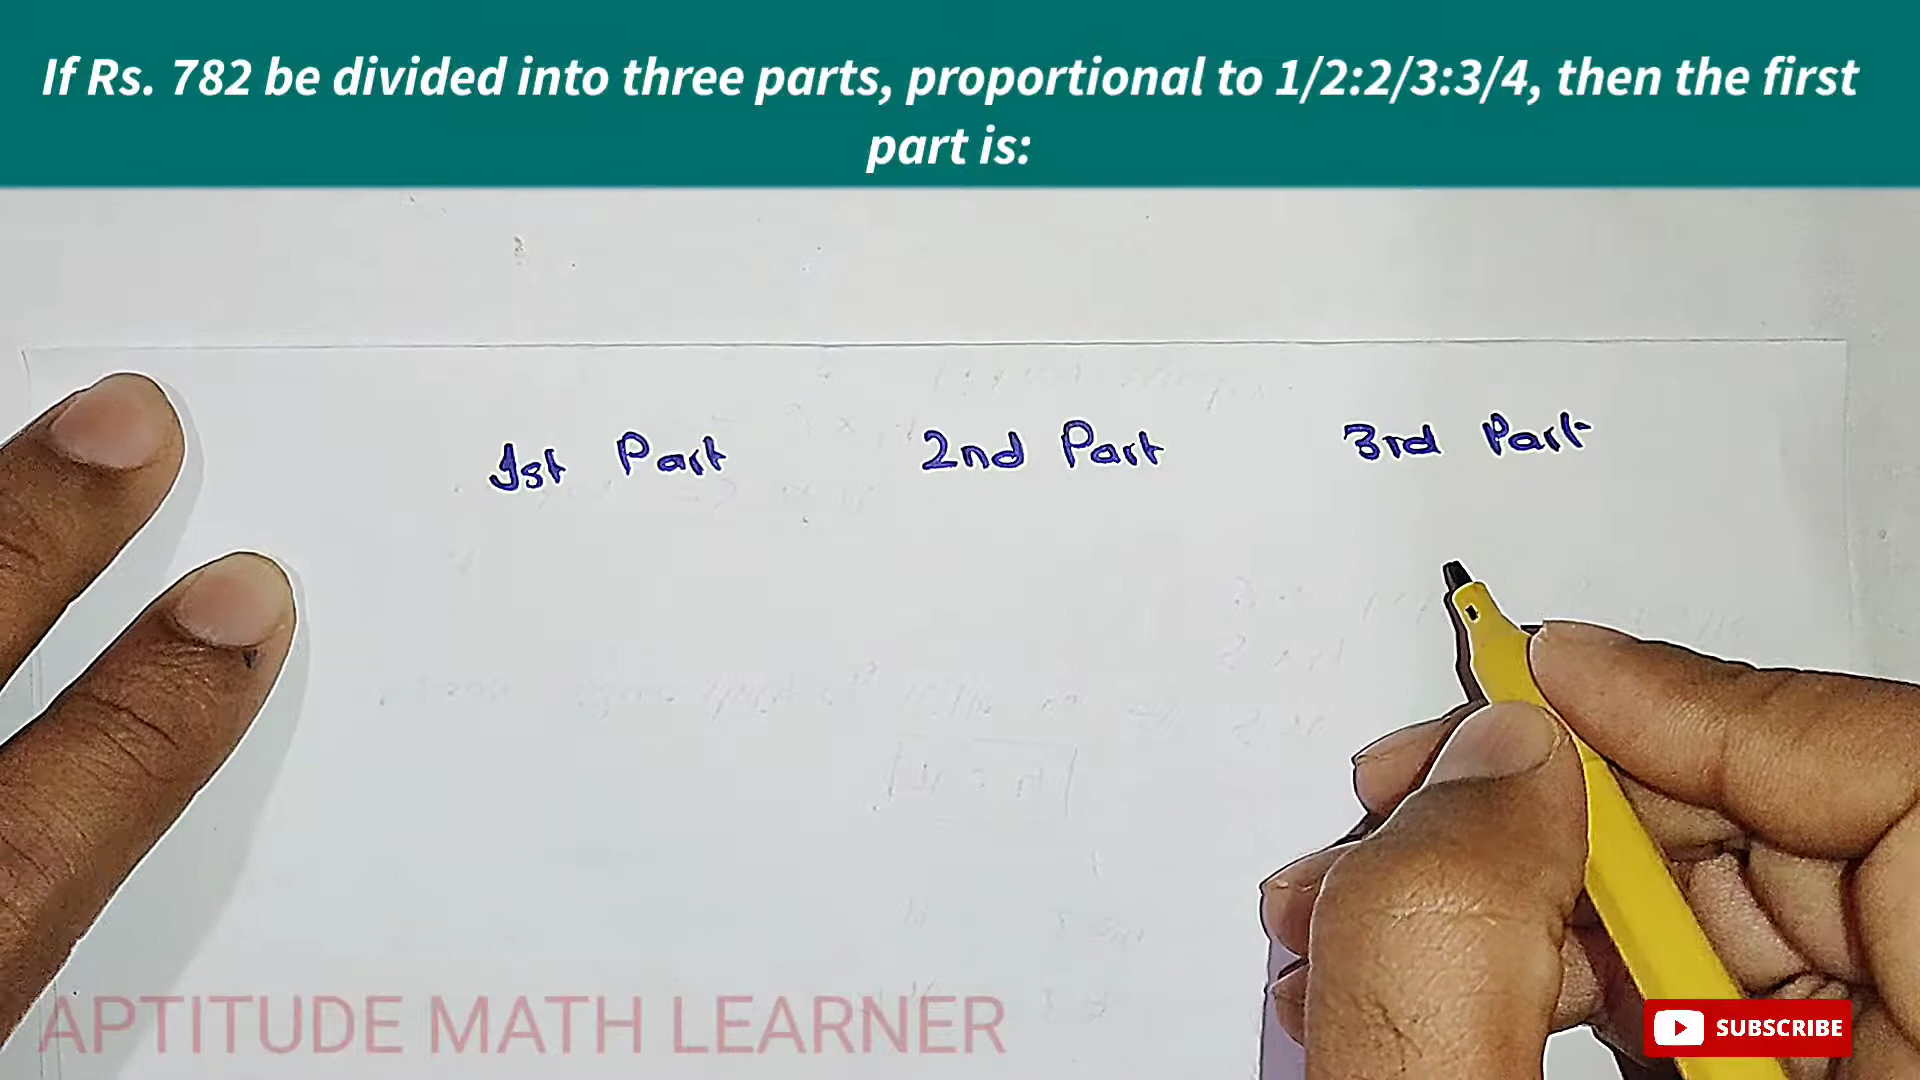 If Rs. 782 be divided into three parts, proportional to 1/2:2/3:3/4, then the first
part is:
1st Part 2nd Part 3rd Part
APTITUDE MATH LEARNER
SUBSCRIBE